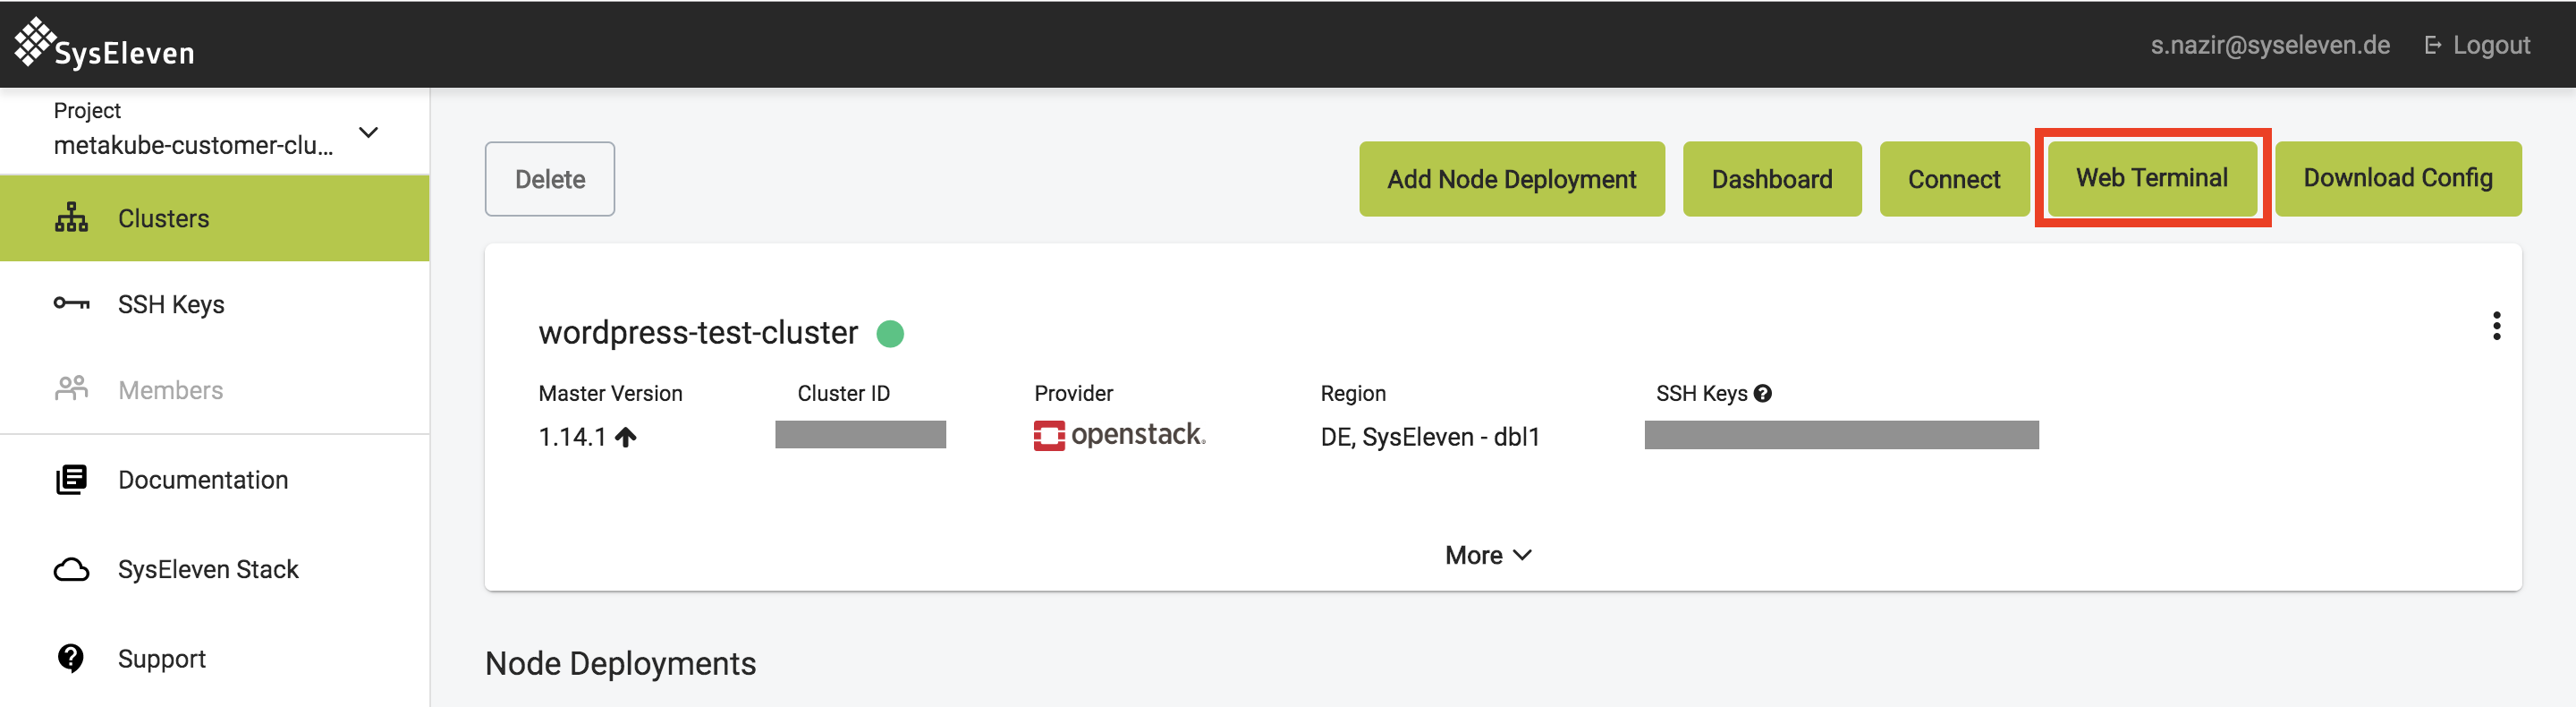 SysEleven
s.nazir@syseleven.de Logout
Project
metakube-customer-clu...
Clusters
SSH Keys
Members
Documentation
SysEleven Stack
Support
Delete
Add Node Deployment
Dashboard
Connect
Web Terminal
Download Config
wordpress-test-cluster
Master Version
1.14.1
Cluster ID
Provider
openstack.
Region
DE, SysEleven - dbl1
SSH Keys ?
More
Node Deployments